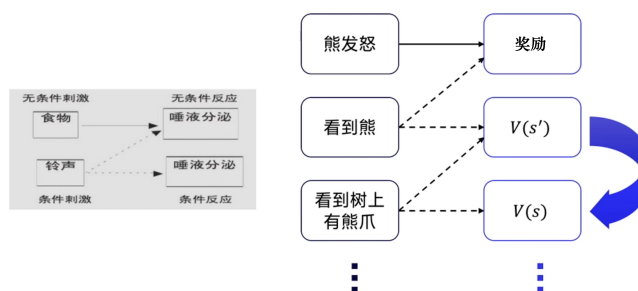 无条件刺激 无条件反应
食物 唾液分泌
铃声 唾液分泌
条件刺激 条件反应
熊发怒 奖励
看到熊 V(s′)
看到树上 V(s)
有熊爪